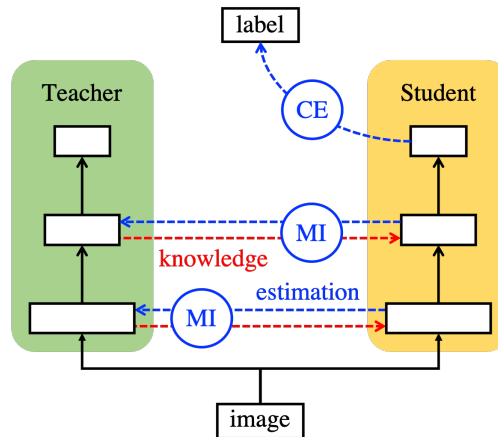 label
Teacher
CE
Student
MI
knowledge
estimation
MI
image